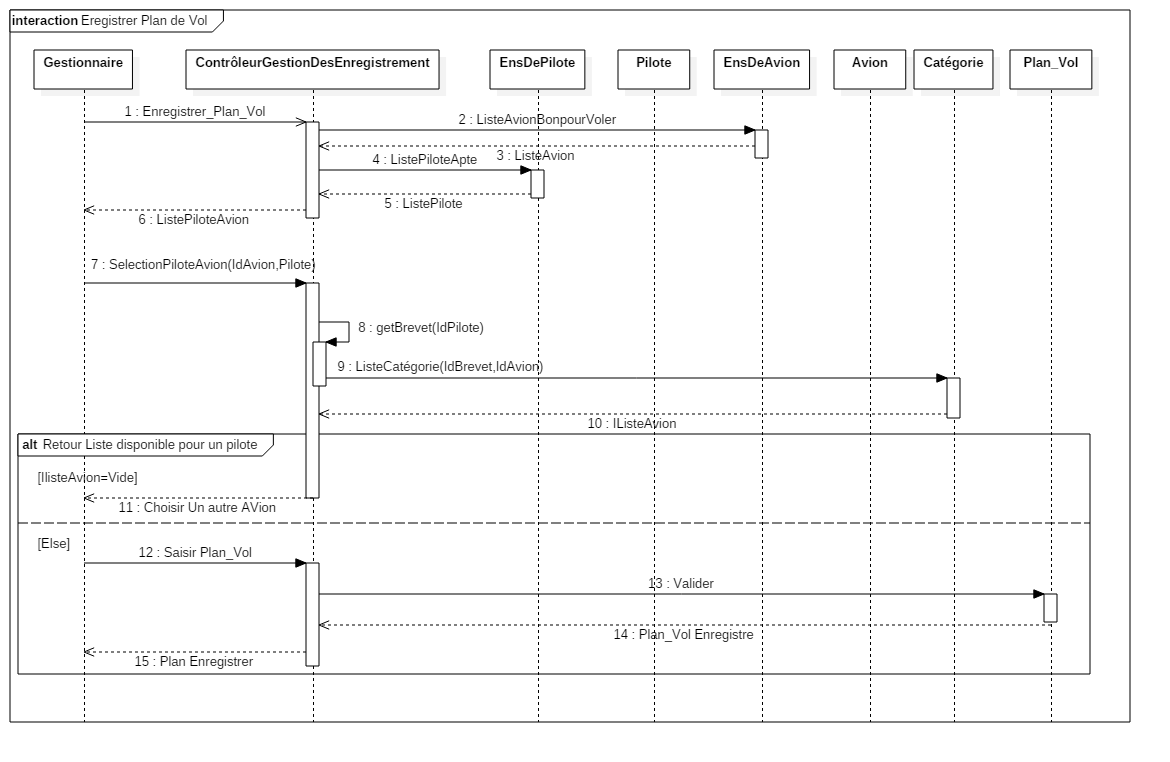 interaction Eregistrer Plan de Vol
Gestionnaire
ContrôleurGestionDesEnregistrement
EnsDePilote
Pilote
EnsDeAvion
Avion
Catégorie
Plan_Vol
1 : Enregistrer_Plan_Vol
2 : ListeAvionBonpourVoler
3 : ListeAvion
4 : ListePiloteApte
5 : ListePilote
6 : ListePiloteAvion
7 : SelectionPiloteAvion(IdAvion,Pilote)
8 : getBrevet(IdPilote)
9 : ListeCatégorie(IdBrevet,IdAvion)
10 : IListeAvion
alt Retour Liste disponible pour un pilote
[IlisteAvion=Vide]
11 : Choisir Un autre AVion
[Else]
12 : Saisir Plan_Vol
13 : Valider
14 : Plan_Vol Enregistre
15 : Plan Enregistrer